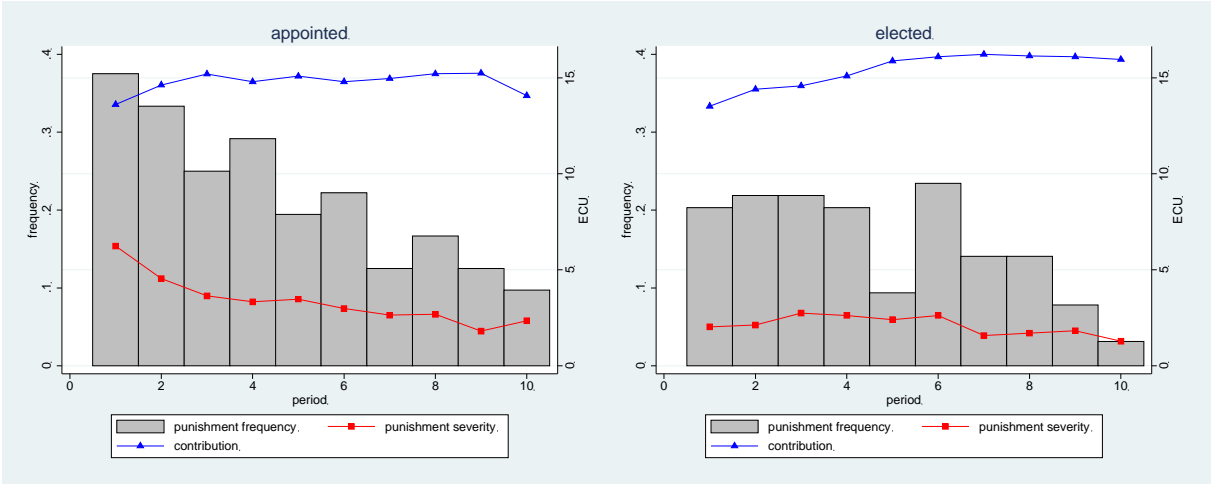 appointed.
frequency.
.4.
.3.
.2.
.1.
0.
15.
10.
5.
0.
ECU.
0 2 4 6 8 10.
period.
punishment frequency. punishment severity.
contribution.
elected.
frequency.
.4.
.3.
.2.
.1.
0.
15.
10.
5.
0.
ECU.
0 2 4 6 8 10.
period.
punishment frequency. punishment severity.
contribution.